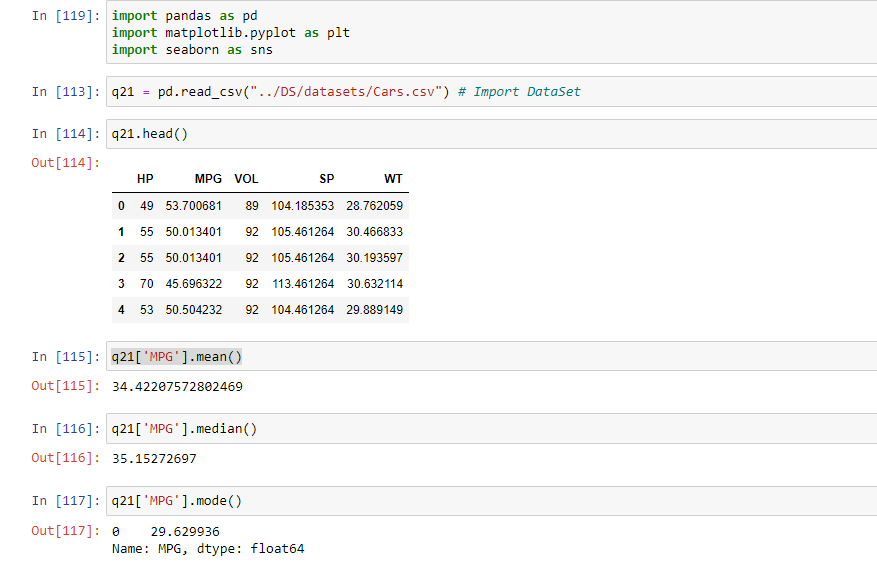 In [119]: import pandas as pd
import matplotlib.pyplot as plt
import seaborn as sns
In [113]: q21 = pd.read_csv("../DS/datasets/Cars.csv") # Import DataSet
In [114]: q21.head()
Out[114]:
HP MPG VOL SP WT
0 49 53.700681 89 104.185353 28.762059
1 55 50.013401 92 105.461264 30.466833
2 55 50.013401 92 105.461264 30.193597
3 70 45.696322 92 113.461264 30.632114
4 53 50.504232 92 104.461264 29.889149
In [115]: q21['MPG'].mean()
Out[115]: 34.42207572802469
In [116]: q21['MPG'].median()
Out[116]: 35.15272697
In [117]: q21['MPG'].mode()
Out[117]: 0 29.629936
Name: MPG, dtype: float64